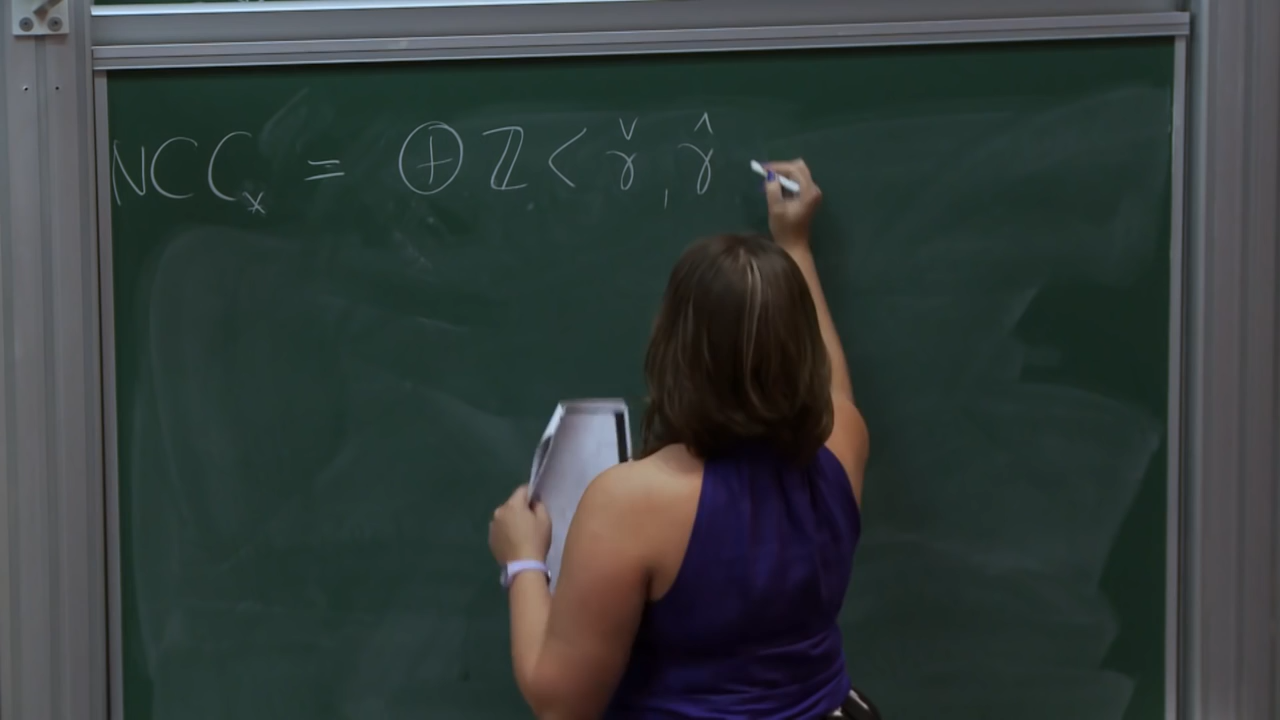 NCC_x = ⊕ ℤ < γ̌, γ̂